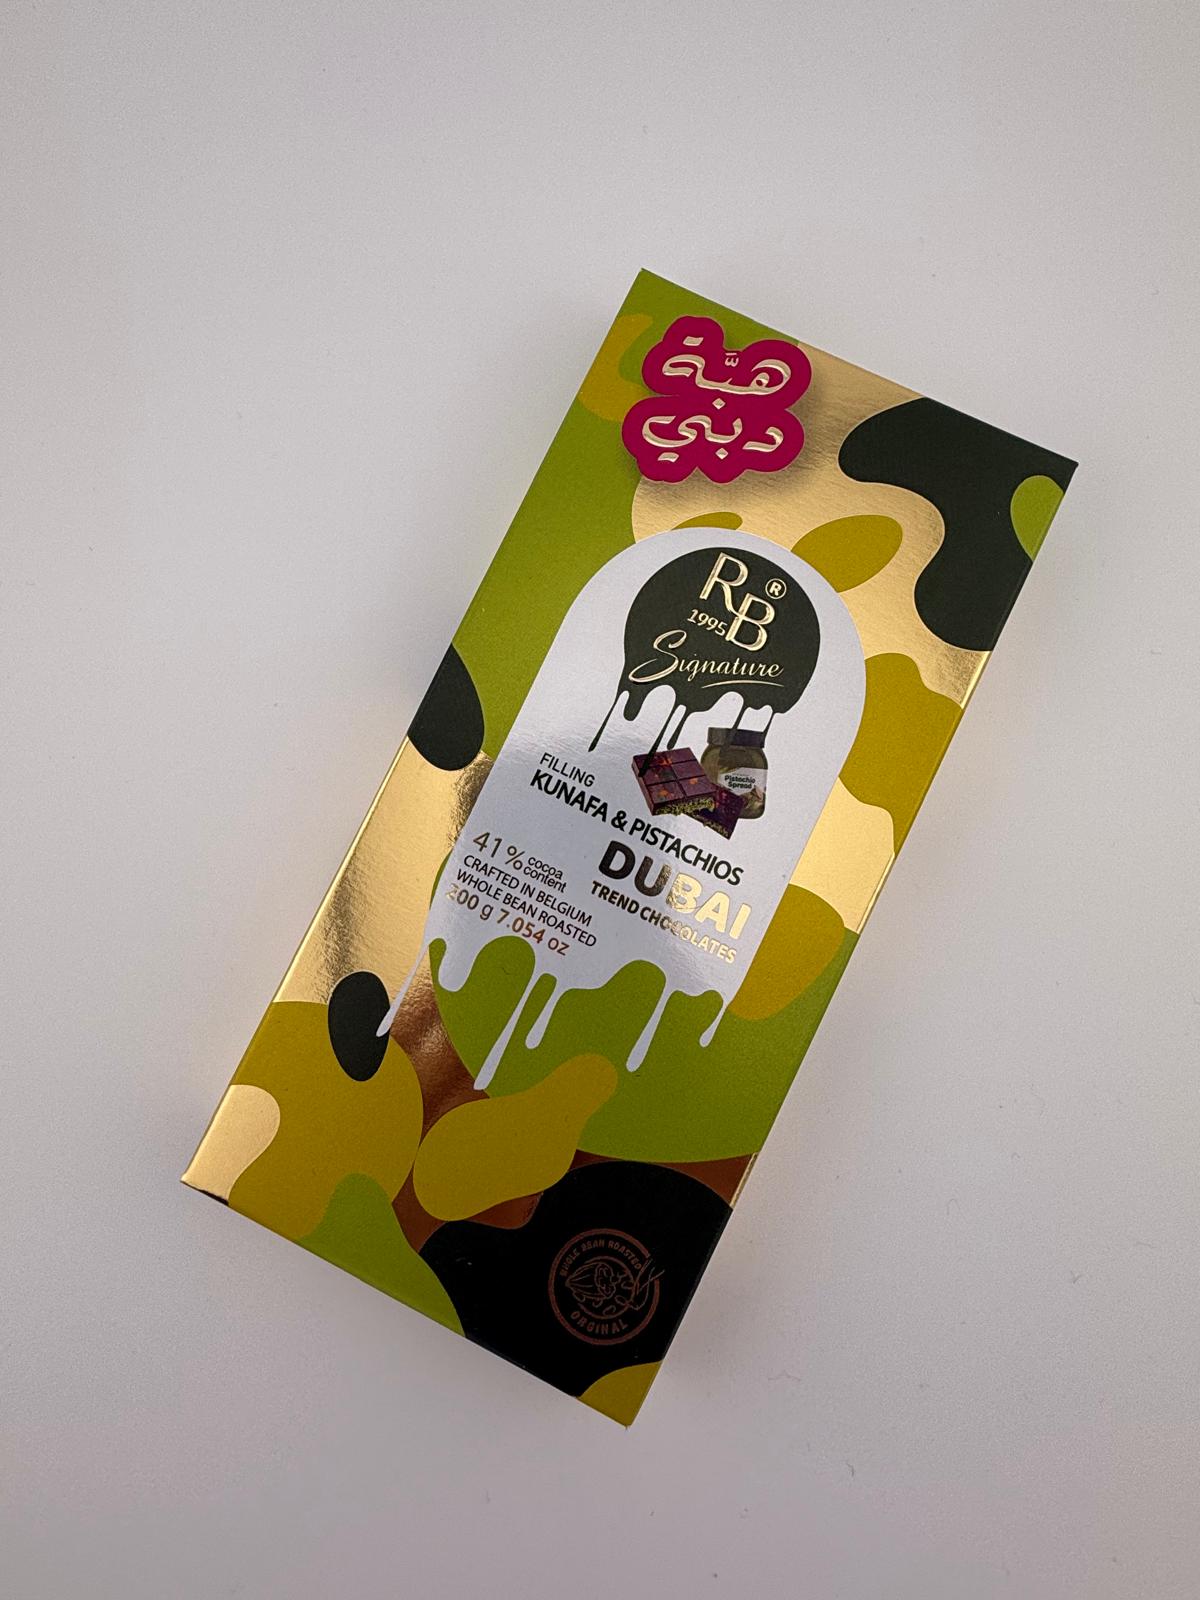 هبَّة
دبي
RB®
1995
Signature
Pistachio
Spread
FILLING
KUNAFA & PISTACHIOS
DUBAI
TREND CHOCOLATES
41% cocoa
content
CRAFTED IN BELGIUM
WHOLE BEAN ROASTED
200 g 7.054 oz
WHOLE BEAN ROASTED
ORGINAL